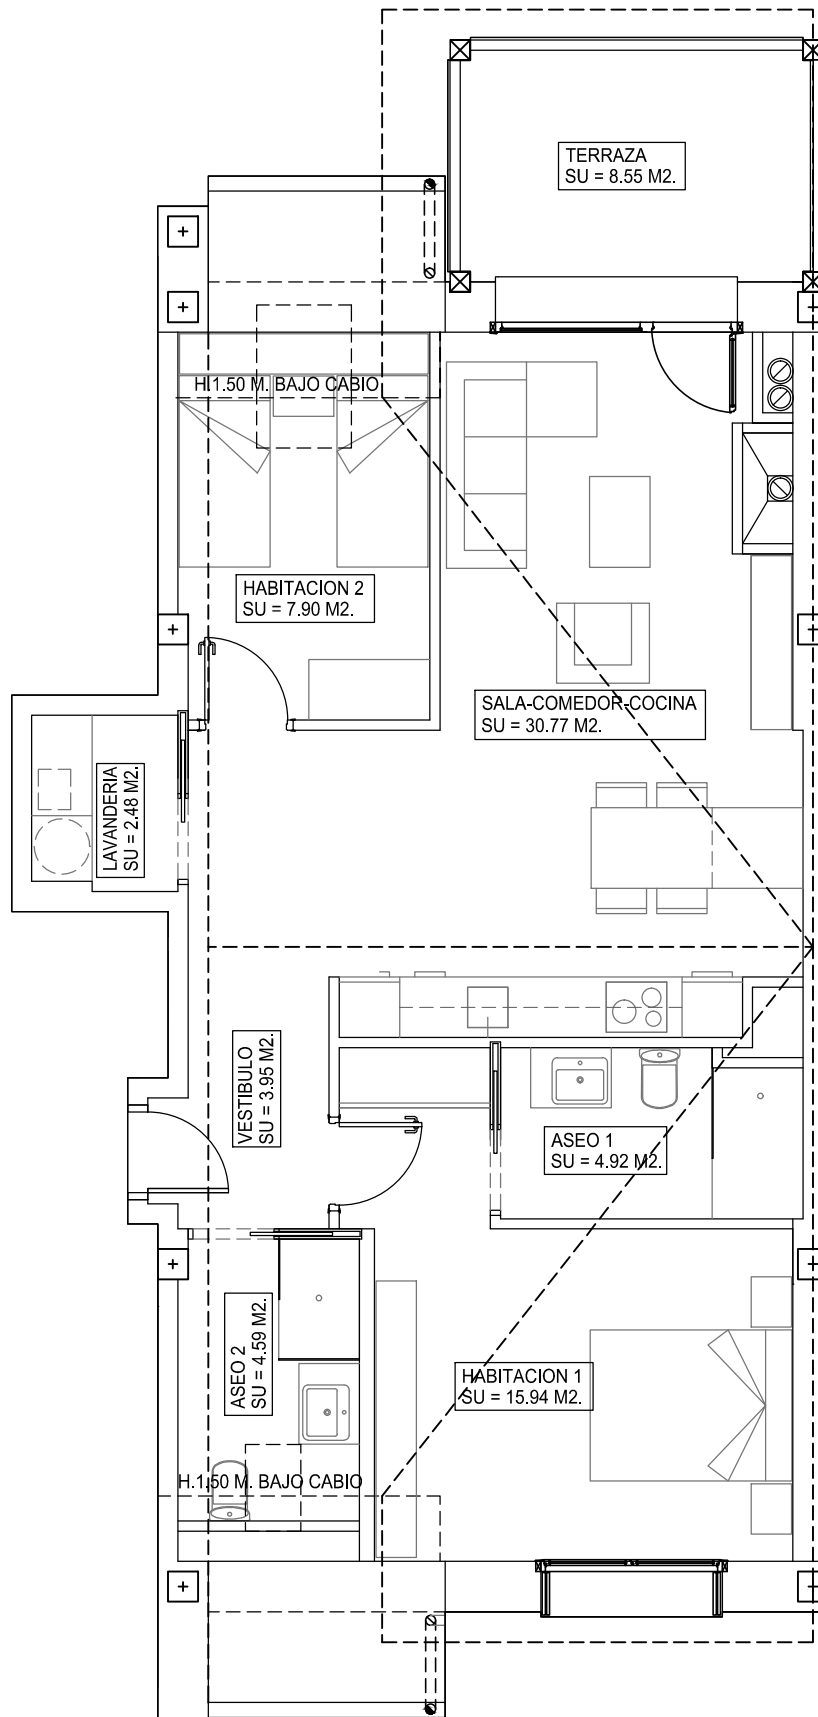 TERRAZA
SU = 8.55 M2.
H.1.50 M. BAJO CABIO
HABITACION 2
SU = 7.90 M2.
SALA-COMEDOR-COCINA
SU = 30.77 M2.
LAVANDERIA
SU = 2.48 M2.
VESTIBULO
SU = 3.95 M2.
ASEO 1
SU = 4.92 M2.
ASEO 2
SU = 4.59 M2.
HABITACION 1
SU = 15.94 M2.
H.1.50 M. BAJO CABIO